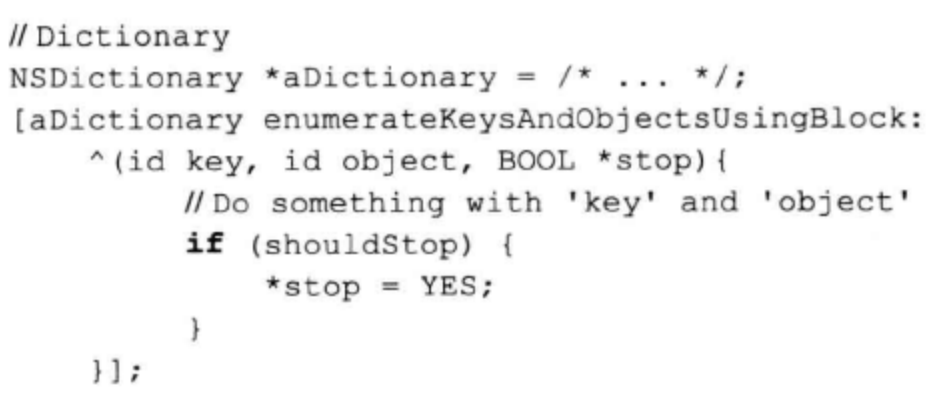 // Dictionary
NSDictionary *aDictionary = /* ... */;
[aDictionary enumerateKeysAndObjectsUsingBlock:
    ^(id key, id object, BOOL *stop){
        // Do something with 'key' and 'object'
        if (shouldStop) {
            *stop = YES;
        }
    }];